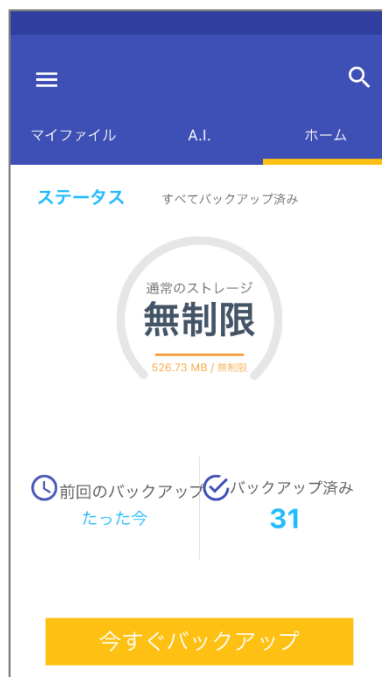 マイファイル A.I. ホーム
ステータス すべてバックアップ済み
通常のストレージ
無制限
526.73 MB / 無制限
前回のバックアップ バックアップ済み
たった今 31
今すぐバックアップ